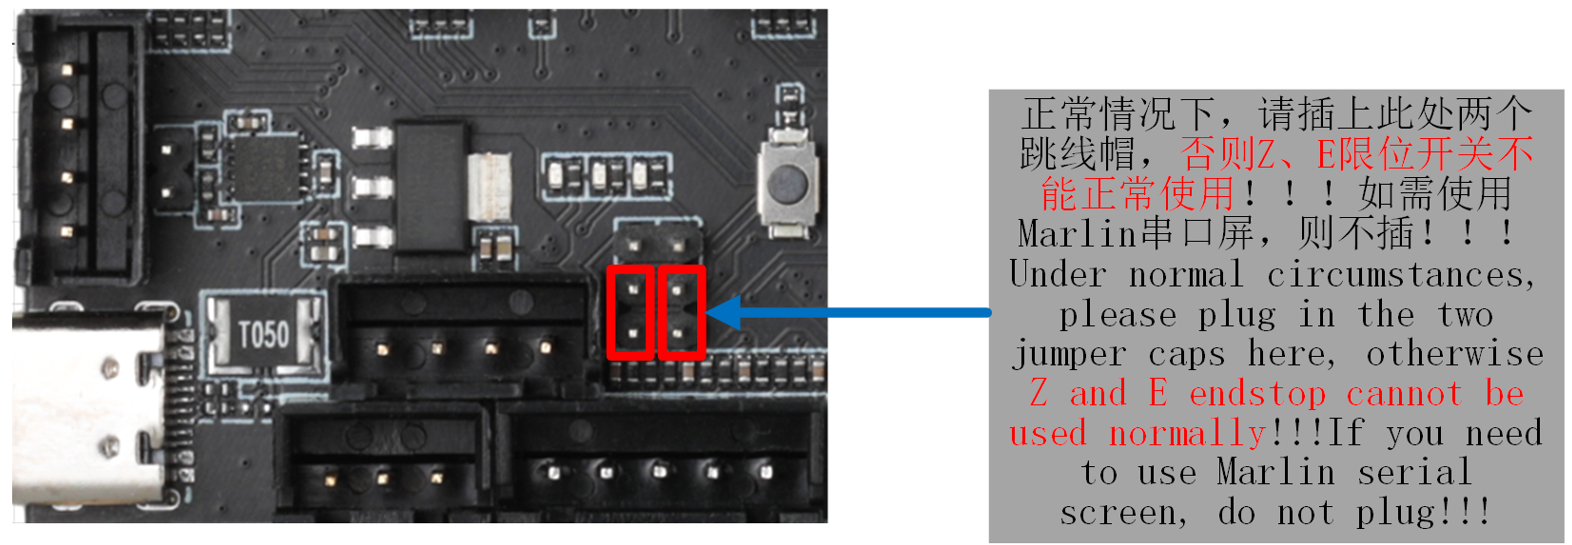 T050
正常情况下，请插上此处两个
跳线帽，否则Z、E限位开关不
能正常使用！！！如需使用
Marlin串口屏，则不插！！！
Under normal circumstances,
please plug in the two
jumper caps here, otherwise
Z and E endstop cannot be
used normally!!!If you need
to use Marlin serial
screen, do not plug!!!